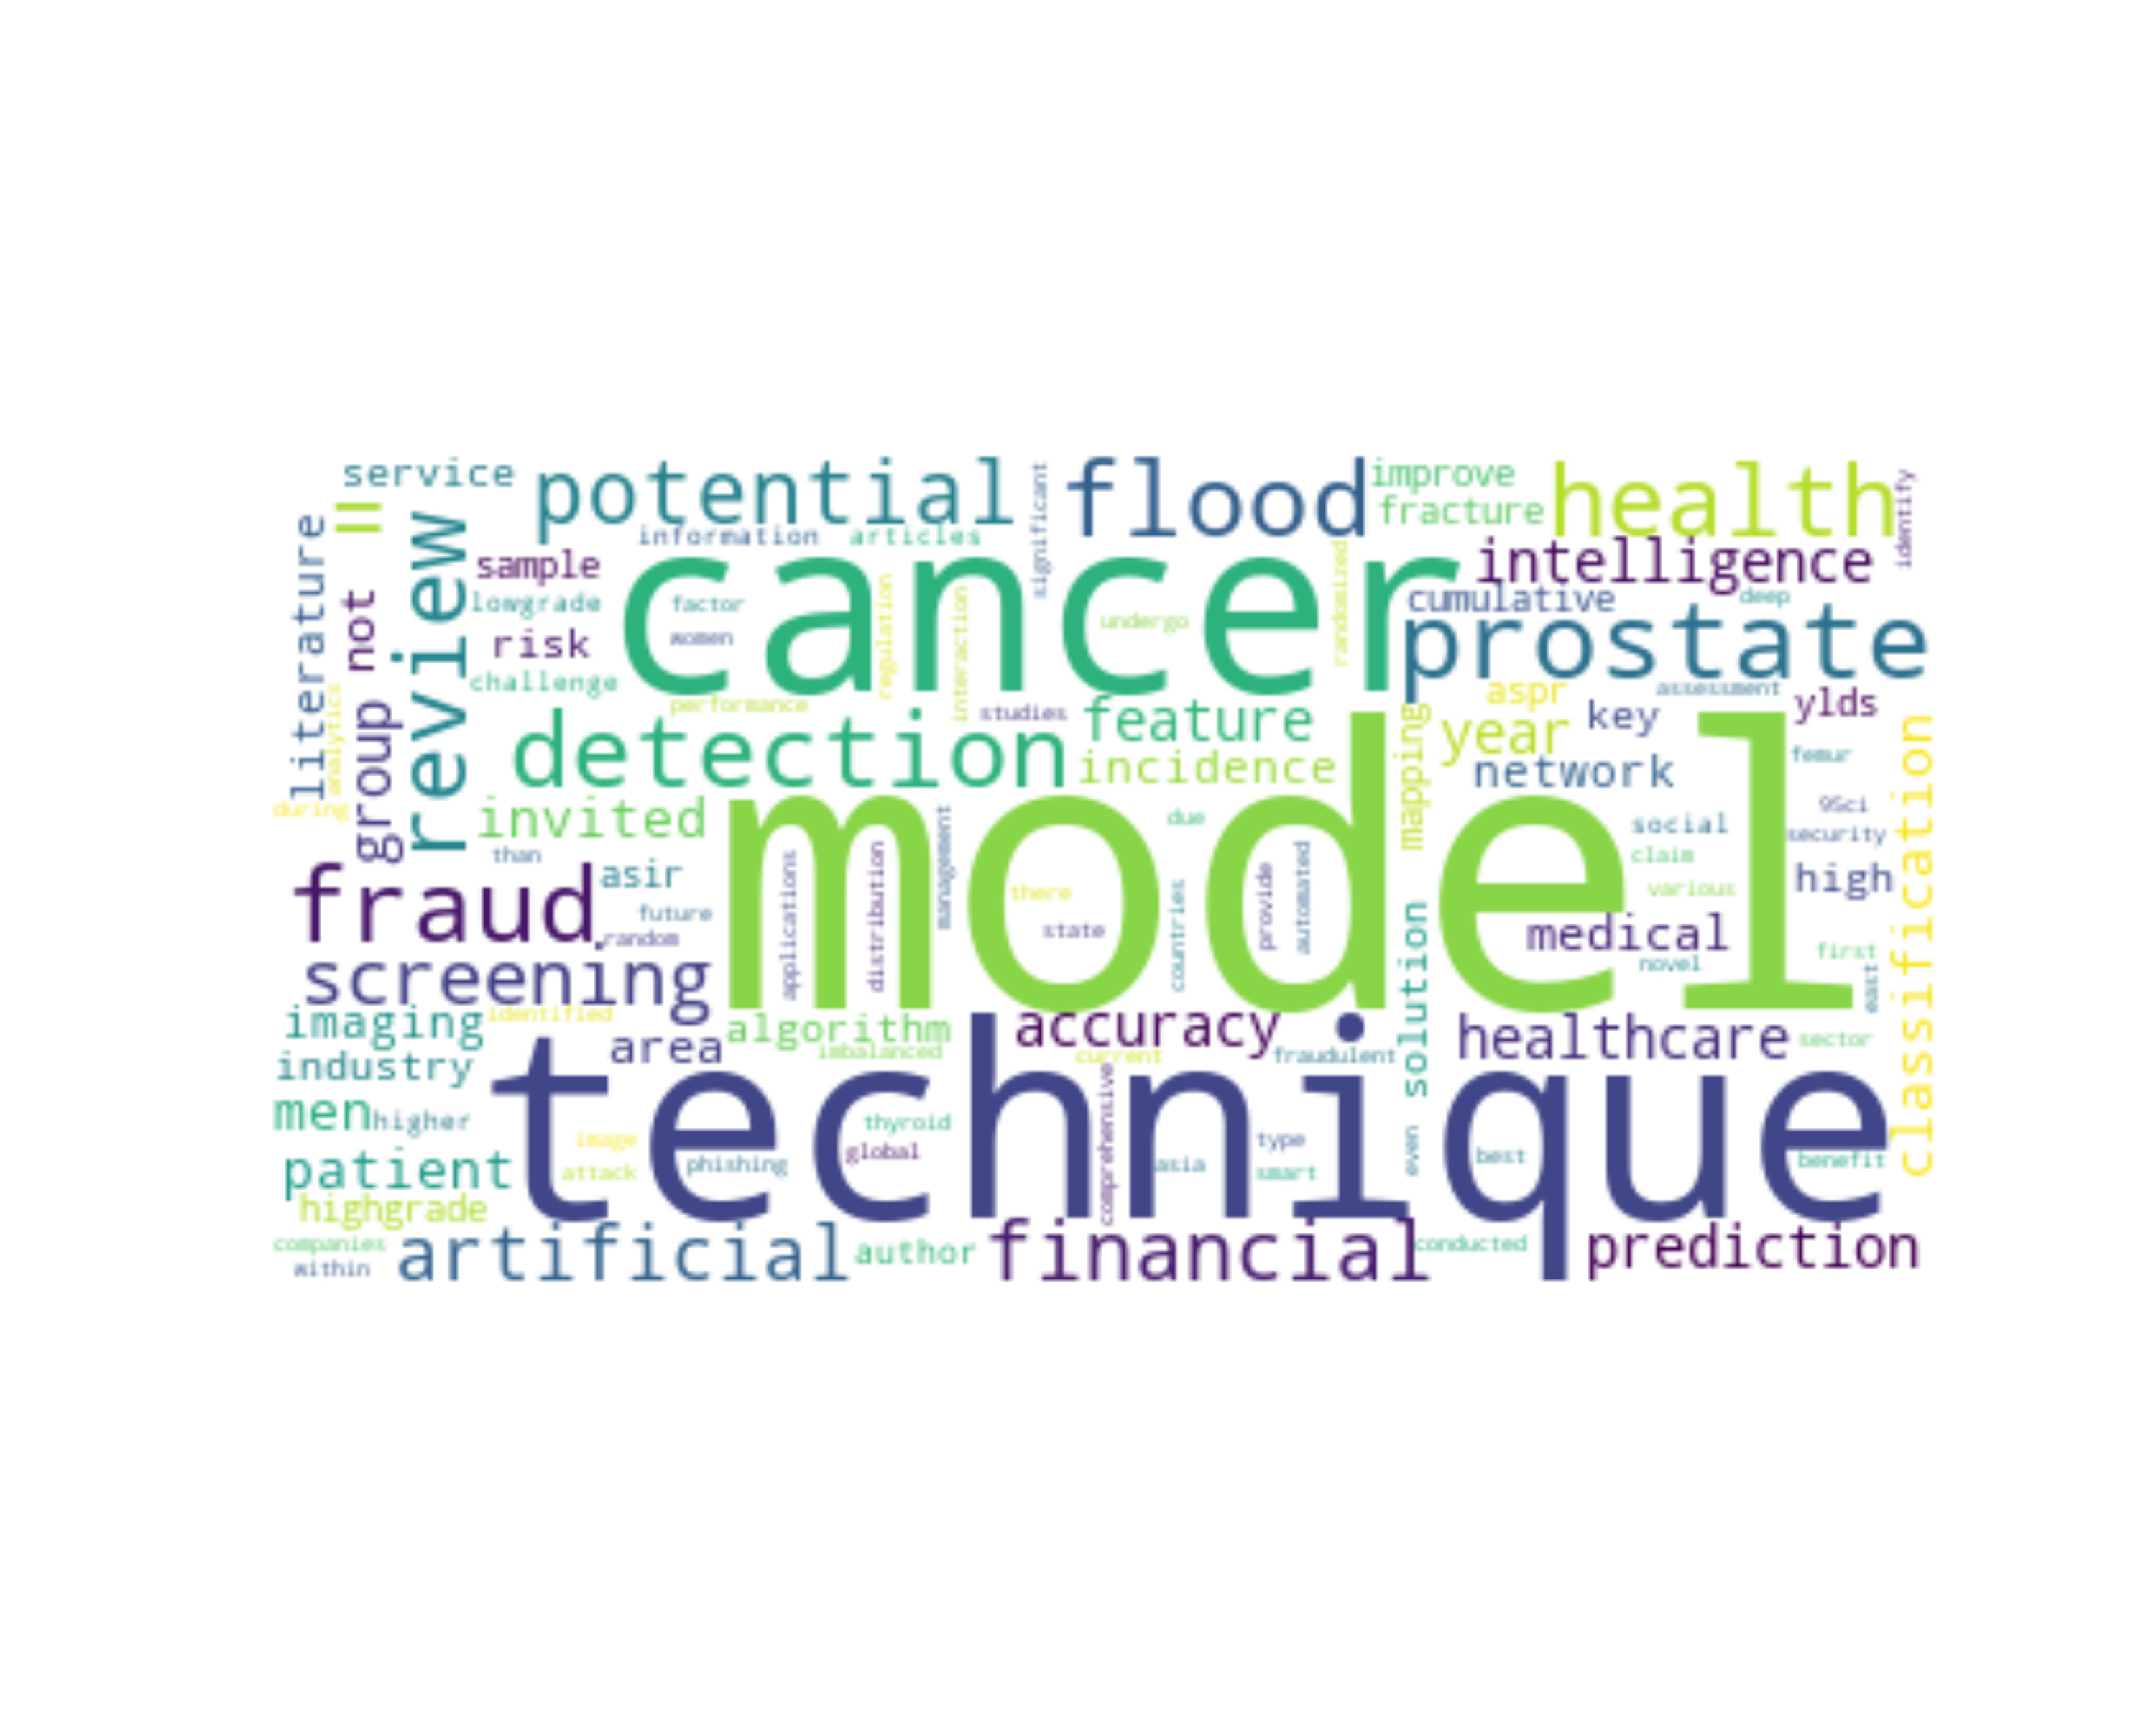 service
potential
flood
improve
health
fracture
identify
significant
information
articles
literature
=
review
sample
cancer
randomized
intelligence
lowgrade
factor
cumulative
deep
not
risk
women
regulation
interaction
undergo
prostate
challenge
analytics
performance
studies
feature
aspr
assessment
key
ylds
group
detection
incidence
mapping
year
network
femur
classification
during
invited
model
management
due
social
95ci
security
than
claim
asir
applications
distribution
there
countries
provide
automated
various
high
fraud
future
random
state
solution
medical
novel
first
east
screening
imaging
identified
algorithm
accuracy
healthcare
sector
area
imbalanced
current
fraudulent
industry
technique
comprehensive
men
higher
thyroid
image
global
type
even
best
benefit
patient
attack
phishing
asia
smart
highgrade
companies
within
artificial
author
financial
conducted
prediction